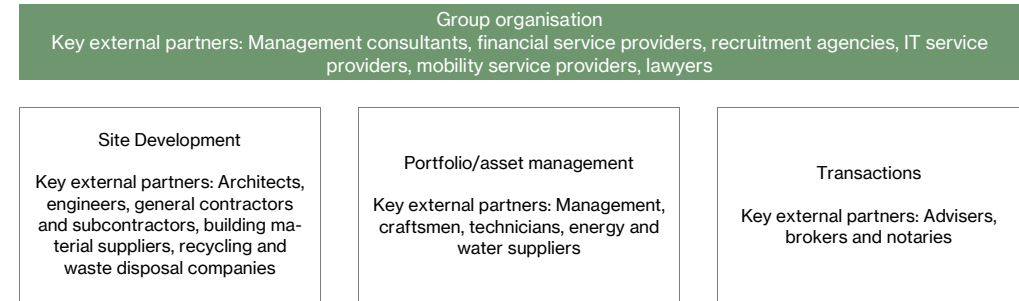 Group organisation
Key external partners: Management consultants, financial service providers, recruitment agencies, IT service
providers, mobility service providers, lawyers
Site Development
Key external partners: Architects,
engineers, general contractors
and subcontractors, building ma-
terial suppliers, recycling and
waste disposal companies
Portfolio/asset management
Key external partners: Management,
craftsmen, technicians, energy and
water suppliers
Transactions
Key external partners: Advisers,
brokers and notaries